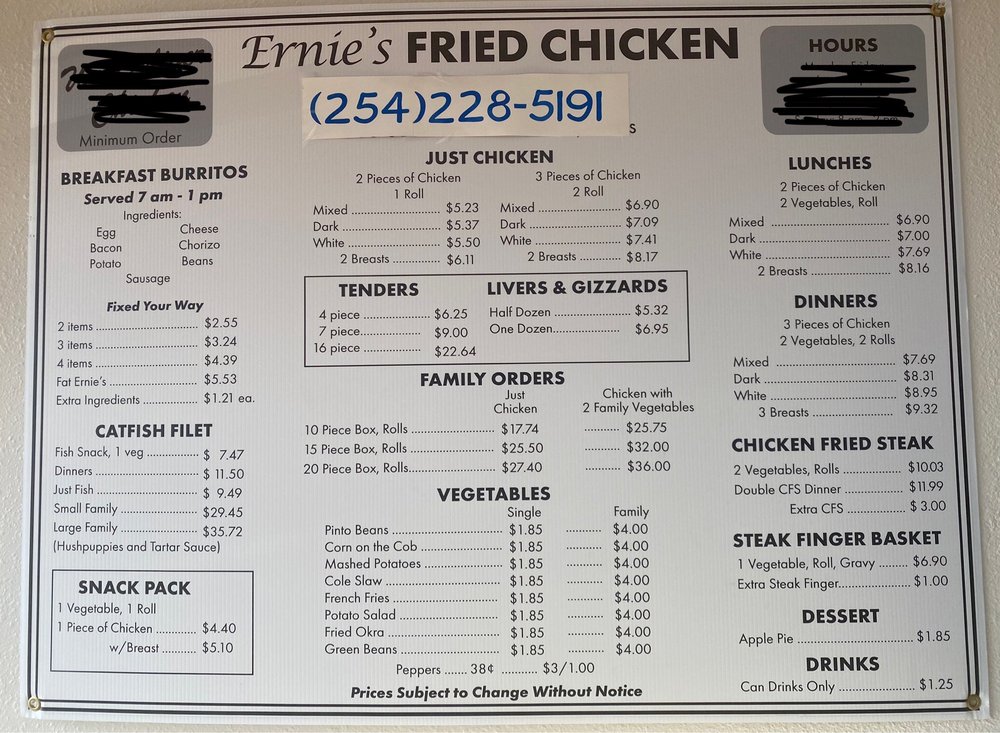 Ernie's FRIED CHICKEN
(254)228-5191
Minimum Order
HOURS
BREAKFAST BURRITOS
Served 7 am - 1 pm
Ingredients:
Egg Cheese
Bacon Chorizo
Potato Beans
Sausage
Fixed Your Way
2 items ........ $2.55
3 items ........ $3.24
4 items ........ $4.39
Fat Ernie's ........ $5.53
Extra Ingredients ........ $1.21 ea.
CATFISH FILET
Fish Snack, 1 veg ........ $ 7.47
Dinners ........ $ 11.50
Just Fish ........ $ 9.49
Small Family ........ $29.45
Large Family ........ $35.72
(Hushpuppies and Tartar Sauce)
SNACK PACK
1 Vegetable, 1 Roll
1 Piece of Chicken ........ $4.40
w/Breast ........ $5.10
JUST CHICKEN
2 Pieces of Chicken 3 Pieces of Chicken
1 Roll 2 Roll
Mixed ........ $5.23 Mixed ........ $6.90
Dark ........ $5.37 Dark ........ $7.09
White ........ $5.50 White ........ $7.41
2 Breasts ........ $6.11 2 Breasts ........ $8.17
TENDERS
4 piece ........ $6.25
7 piece........ $9.00
16 piece ........ $22.64
LIVERS & GIZZARDS
Half Dozen ........ $5.32
One Dozen........ $6.95
FAMILY ORDERS
Just Chicken with
Chicken 2 Family Vegetables
10 Piece Box, Rolls ........ $17.74 ........ $25.75
15 Piece Box, Rolls ........ $25.50 ........ $32.00
20 Piece Box, Rolls........ $27.40 ........ $36.00
VEGETABLES
Single Family
Pinto Beans ........ $1.85 ........ $4.00
Corn on the Cob ........ $1.85 ........ $4.00
Mashed Potatoes ........ $1.85 ........ $4.00
Cole Slaw ........ $1.85 ........ $4.00
French Fries ........ $1.85 ........ $4.00
Potato Salad ........ $1.85 ........ $4.00
Fried Okra ........ $1.85 ........ $4.00
Green Beans ........ $1.85 ........ $4.00
Peppers ..... 38¢ ........ $3/1.00
Prices Subject to Change Without Notice
LUNCHES
2 Pieces of Chicken
2 Vegetables, Roll
Mixed ........ $6.90
Dark ........ $7.00
White ........ $7.69
2 Breasts ........ $8.16
DINNERS
3 Pieces of Chicken
2 Vegetables, 2 Rolls
Mixed ........ $7.69
Dark ........ $8.31
White ........ $8.95
3 Breasts ........ $9.32
CHICKEN FRIED STEAK
2 Vegetables, Rolls ........ $10.03
Double CFS Dinner ........ $11.99
Extra CFS ........ $ 3.00
STEAK FINGER BASKET
1 Vegetable, Roll, Gravy ........ $6.90
Extra Steak Finger........ $1.00
DESSERT
Apple Pie ........ $1.85
DRINKS
Can Drinks Only ........ $1.25